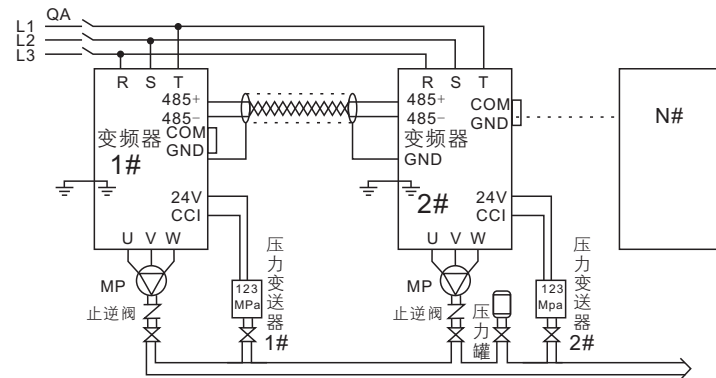 QA
L1
L2
L3
R S T
485+
485-
COM
GND
变频器
1#
24V
CCI
U V W
MP
止逆阀
123
MPa
压力变送器
1#
R S T
485+
485-
COM
GND
变频器
GND
2#
24V
CCI
U V W
MP
止逆阀
压力罐
123
Mpa
压力变送器
2#
N#